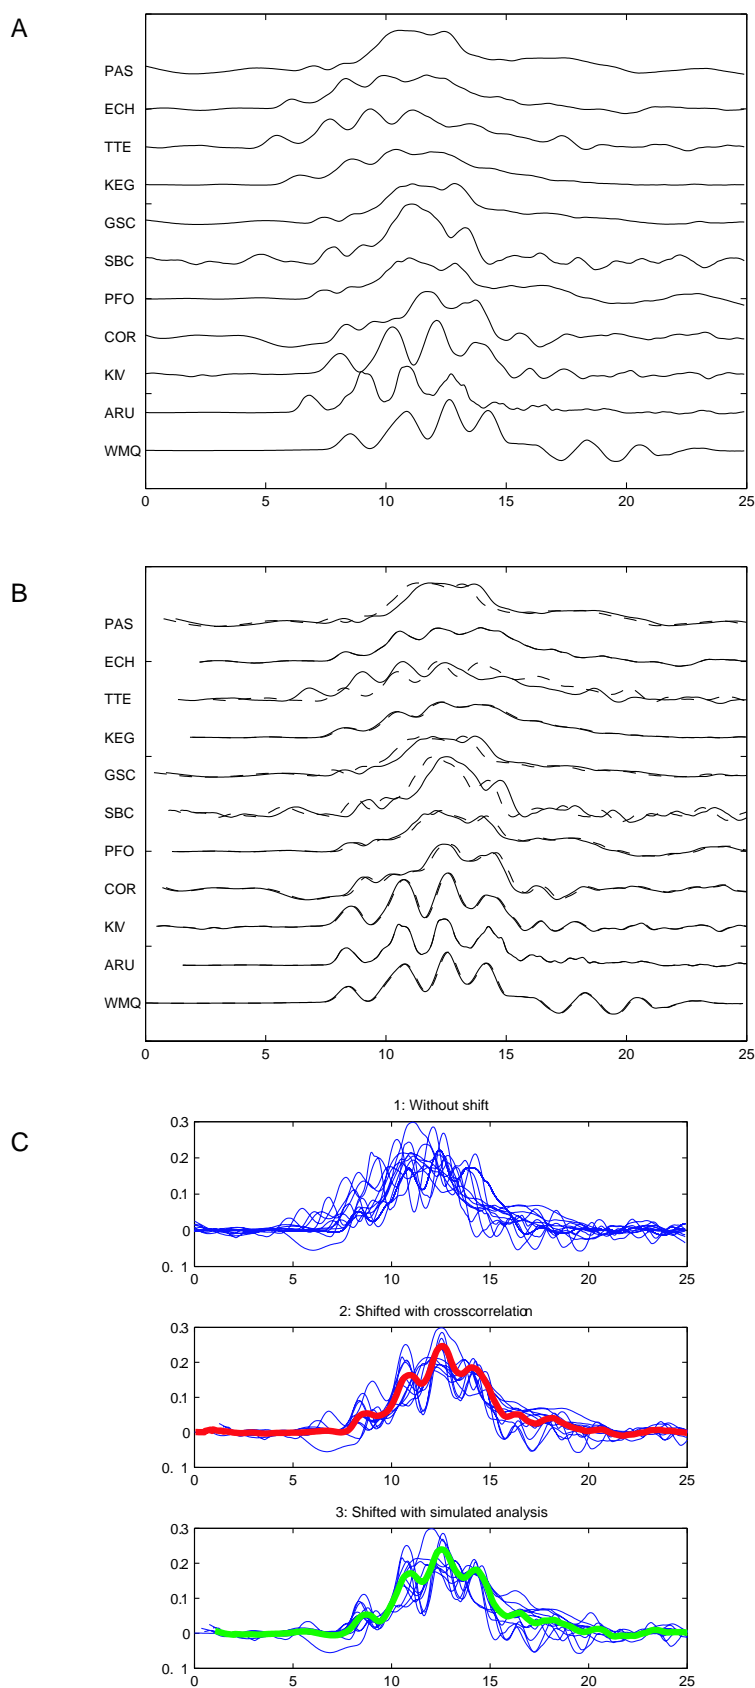 A
PAS
ECH
TTE
KEG
GSC
SBC
PFO
COR
KIV
ARU
WMQ
0 5 10 15 20 25
B
PAS
ECH
TTE
KEG
GSC
SBC
PFO
COR
KIV
ARU
WMQ
0 5 10 15 20 25
C
1: Without shift
0.3
0.2
0.1
0
0. 1
0 5 10 15 20 25
2: Shifted with crosscorrelation
0.3
0.2
0.1
0
0. 1
0 5 10 15 20 25
3: Shifted with simulated analysis
0.3
0.2
0.1
0
0. 1
0 5 10 15 20 25